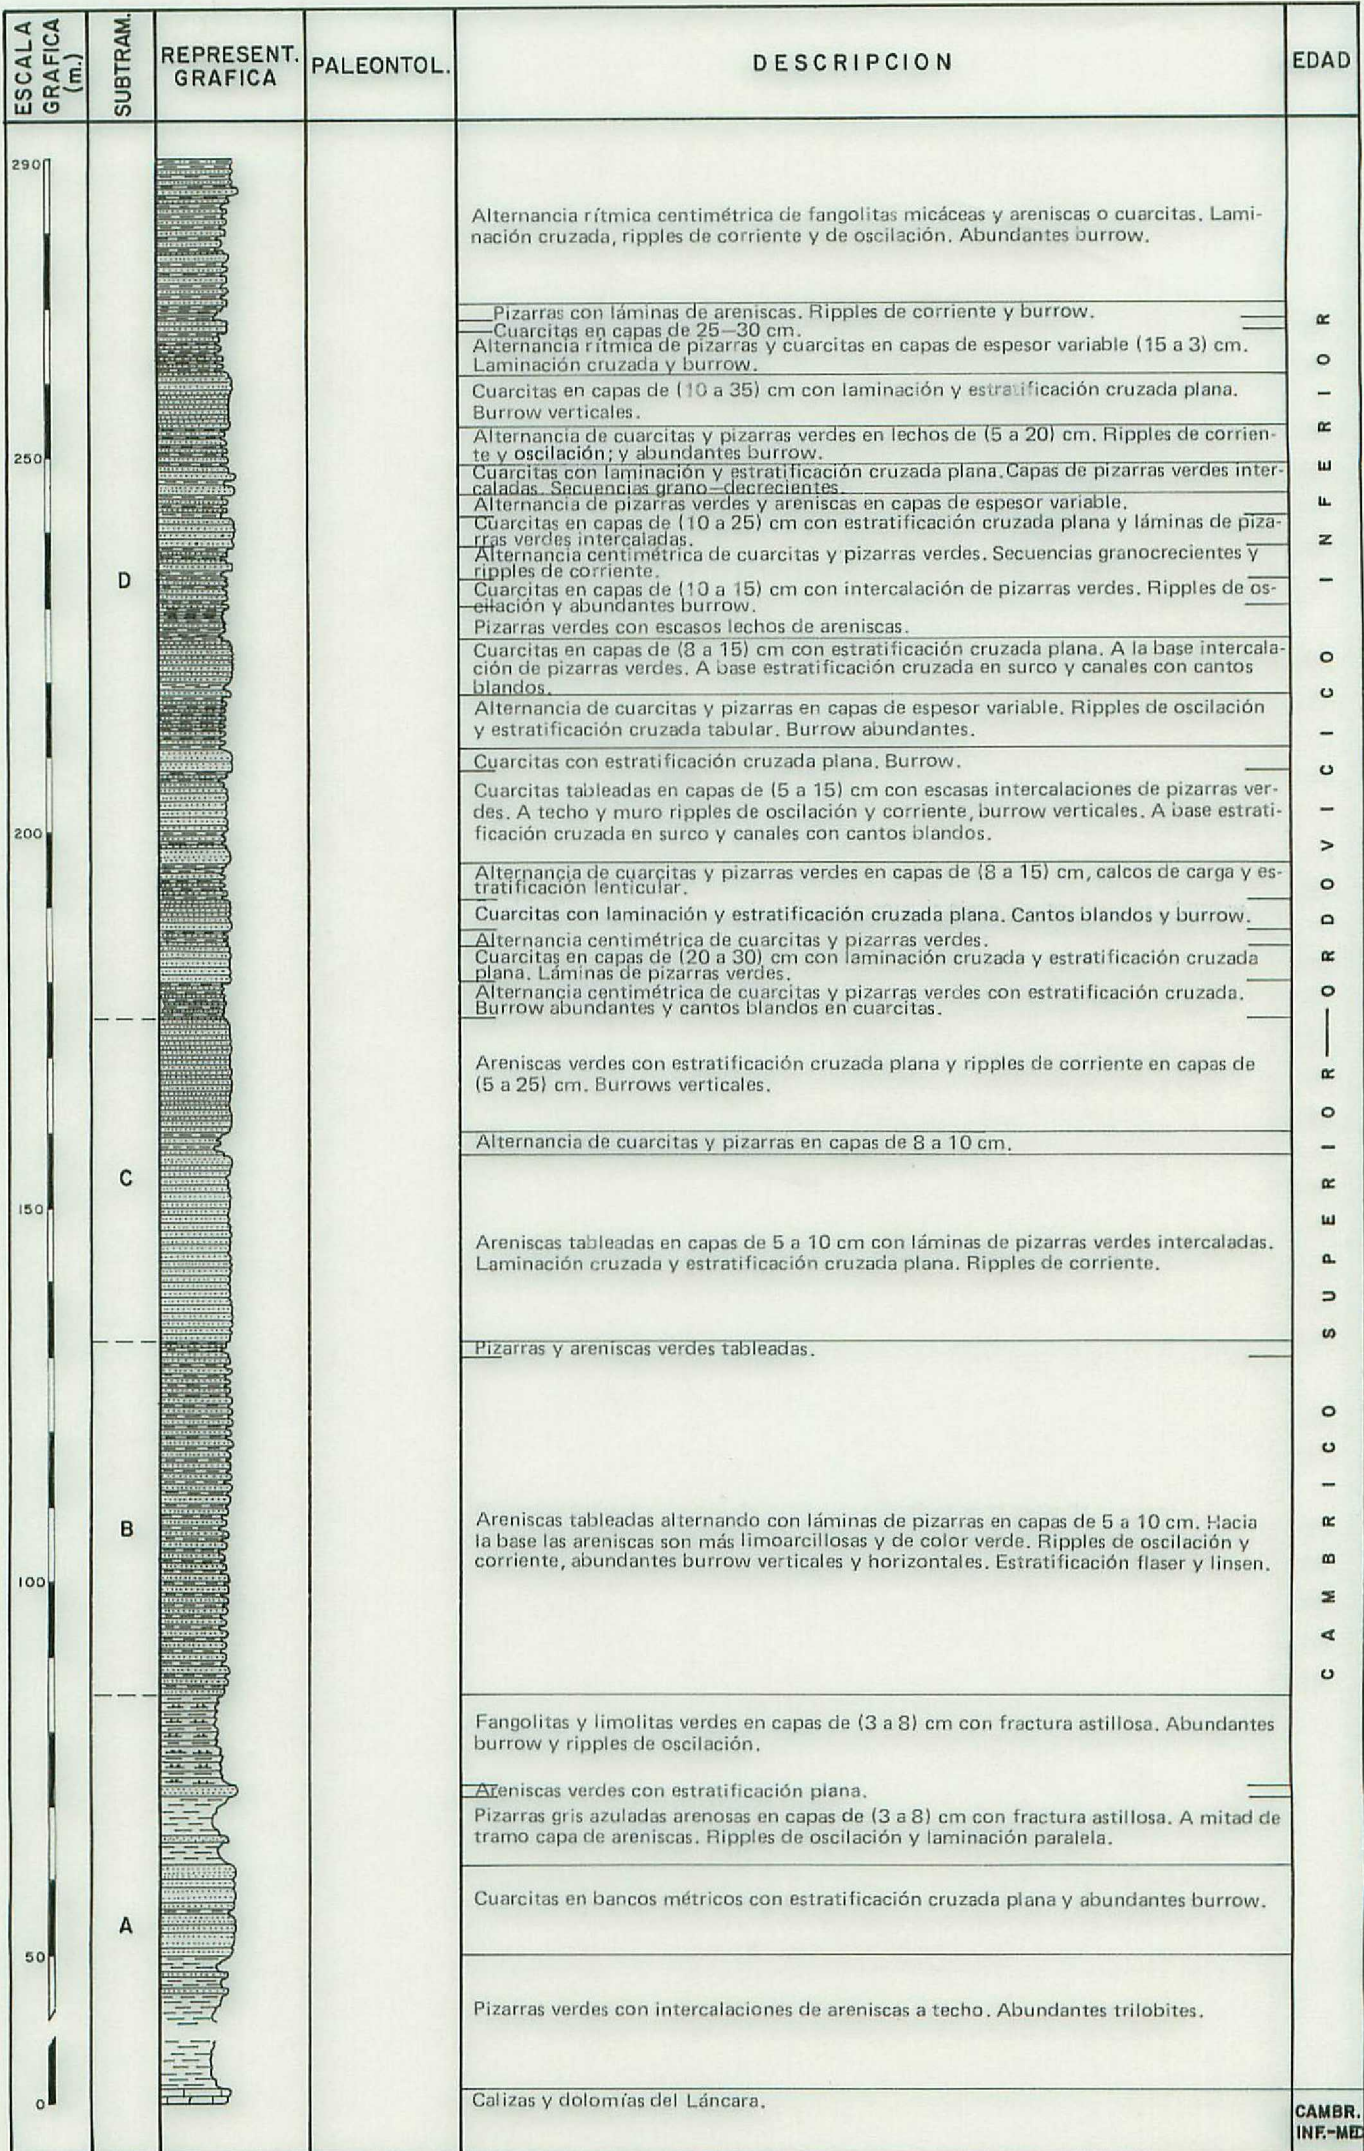 ESCALA
GRAFICA
(m.)
SUBTRAM.
REPRESENT.
GRAFICA
PALEONTOL.
DESCRIPCION
EDAD
290
Alternancia rítmica centimétrica de fangolitas micáceas y areniscas o cuarcitas. Lami-
nación cruzada, ripples de corriente y de oscilación. Abundantes burrow.
Pizarras con láminas de areniscas. Ripples de corriente y burrow.
Cuarcitas en capas de 25—30 cm.
Alternancia rítmica de pizarras y cuarcitas en capas de espesor variable (15 a 3) cm.
Laminación cruzada y burrow.
Cuarcitas en capas de (10 a 35) cm con laminación y estratificación cruzada plana.
Burrow verticales.
Alternancia de cuarcitas y pizarras verdes en lechos de (5 a 20) cm. Ripples de corrien-
te y oscilación; y abundantes burrow.
250
Cuarcitas con laminación y estratificación cruzada plana. Capas de pizarras verdes inter-
caladas. Secuencias grano—decrecientes.
Alternancia de pizarras verdes y areniscas en capas de espesor variable.
Cuarcitas en capas de (10 a 25) cm con estratificación cruzada plana y láminas de piza-
rras verdes intercaladas.
Alternancia centimétrica de cuarcitas y pizarras verdes. Secuencias granocrecientes y
ripples de corriente.
D
Cuarcitas en capas de (10 a 15) cm con intercalación de pizarras verdes. Ripples de os-
cilación y abundantes burrow.
Pizarras verdes con escasos lechos de areniscas.
Cuarcitas en capas de (8 a 15) cm con estratificación cruzada plana. A la base intercala-
ción de pizarras verdes. A base estratificación cruzada en surco y canales con cantos
blandos.
Alternancia de cuarcitas y pizarras en capas de espesor variable. Ripples de oscilación
y estratificación cruzada tabular. Burrow abundantes.
Cuarcitas con estratificación cruzada plana. Burrow.
Cuarcitas tableadas en capas de (5 a 15) cm con escasas intercalaciones de pizarras ver-
des. A techo y muro ripples de oscilación y corriente, burrow verticales. A base estrati-
ficación cruzada en surco y canales con cantos blandos.
200
Alternancia de cuarcitas y pizarras verdes en capas de (8 a 15) cm, calcos de carga y es-
tratificación lenticular.
Cuarcitas con laminación y estratificación cruzada plana. Cantos blandos y burrow.
Alternancia centimétrica de cuarcitas y pizarras verdes.
Cuarcitas en capas de (20 a 30) cm con laminación cruzada y estratificación cruzada
plana. Láminas de pizarras verdes.
Alternancia centimétrica de cuarcitas y pizarras verdes con estratificación cruzada.
Burrow abundantes y cantos blandos en cuarcitas.
Areniscas verdes con estratificación cruzada plana y ripples de corriente en capas de
(5 a 25) cm. Burrows verticales.
Alternancia de cuarcitas y pizarras en capas de 8 a 10 cm.
C
150
Areniscas tableadas en capas de 5 a 10 cm con láminas de pizarras verdes intercaladas.
Laminación cruzada y estratificación cruzada plana. Ripples de corriente.
Pizarras y areniscas verdes tableadas.
B
Areniscas tableadas alternando con láminas de pizarras en capas de 5 a 10 cm. Hacia
la base las areniscas son más limoarcillosas y de color verde. Ripples de oscilación y
corriente, abundantes burrow verticales y horizontales. Estratificación flaser y linsen.
100
Fangolitas y limolitas verdes en capas de (3 a 8) cm con fractura astillosa. Abundantes
burrow y ripples de oscilación.
Areniscas verdes con estratificación plana.
Pizarras gris azuladas arenosas en capas de (3 a 8) cm con fractura astillosa. A mitad de
tramo capa de areniscas. Ripples de oscilación y laminación paralela.
Cuarcitas en bancos métricos con estratificación cruzada plana y abundantes burrow.
A
50
Pizarras verdes con intercalaciones de areniscas a techo. Abundantes trilobites.
Calizas y dolomías del Láncara.
0
CAMBRICO SUPERIOR — ORDOVICICO INFERIOR
CAMBR.
INF.-MED